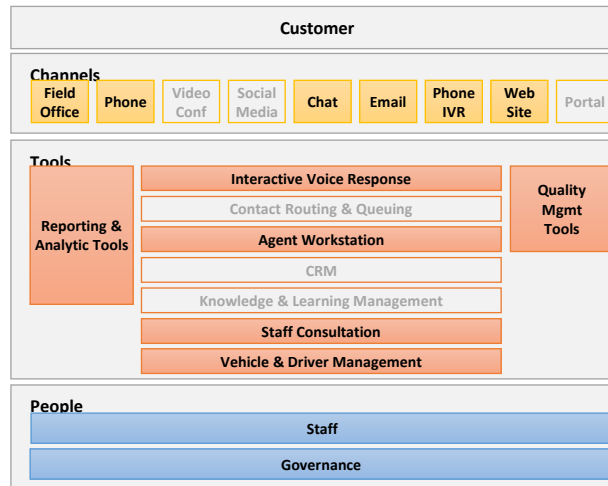 Customer
Channels
Field
Office
Phone
Video
Conf
Social
Media
Chat
Email
Phone
IVR
Web
Site
Portal
Tools
Reporting &
Analytic Tools
Interactive Voice Response
Contact Routing & Queuing
Agent Workstation
CRM
Knowledge & Learning Management
Staff Consultation
Vehicle & Driver Management
Quality
Mgmt
Tools
People
Staff
Governance